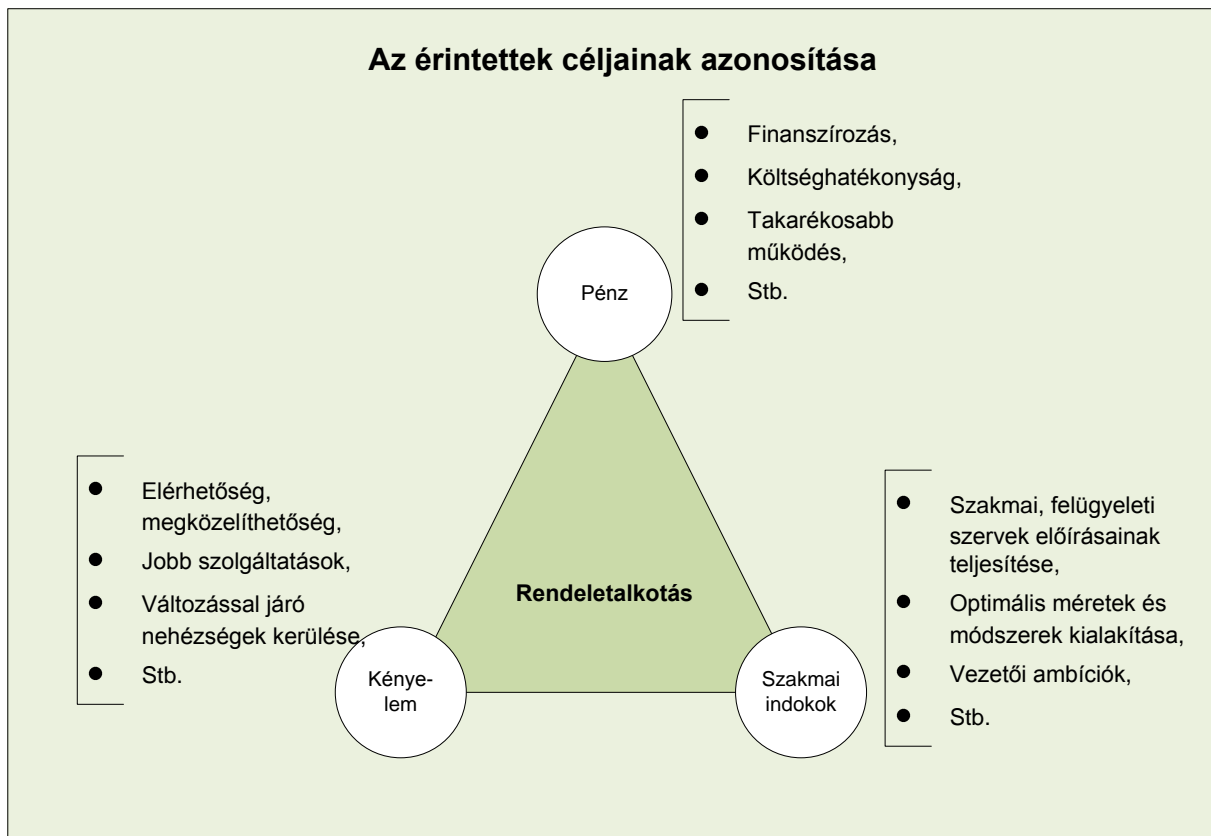 Az érintettek céljainak azonosítása
● Finanszírozás,
● Költséghatékonyság,
● Takarékosabb
működés,
● Stb.
Pénz
● Elérhetőség,
megközelíthetőség,
● Jobb szolgáltatások,
● Változással járó
nehézségek kerülése,
● Stb.
Kénye-
lem
Rendeletalkotás
Szakmai
indokok
● Szakmai, felügyeleti
szervek előírásainak
teljesítése,
● Optimális méretek és
módszerek kialakítása,
● Vezetői ambíciók,
● Stb.